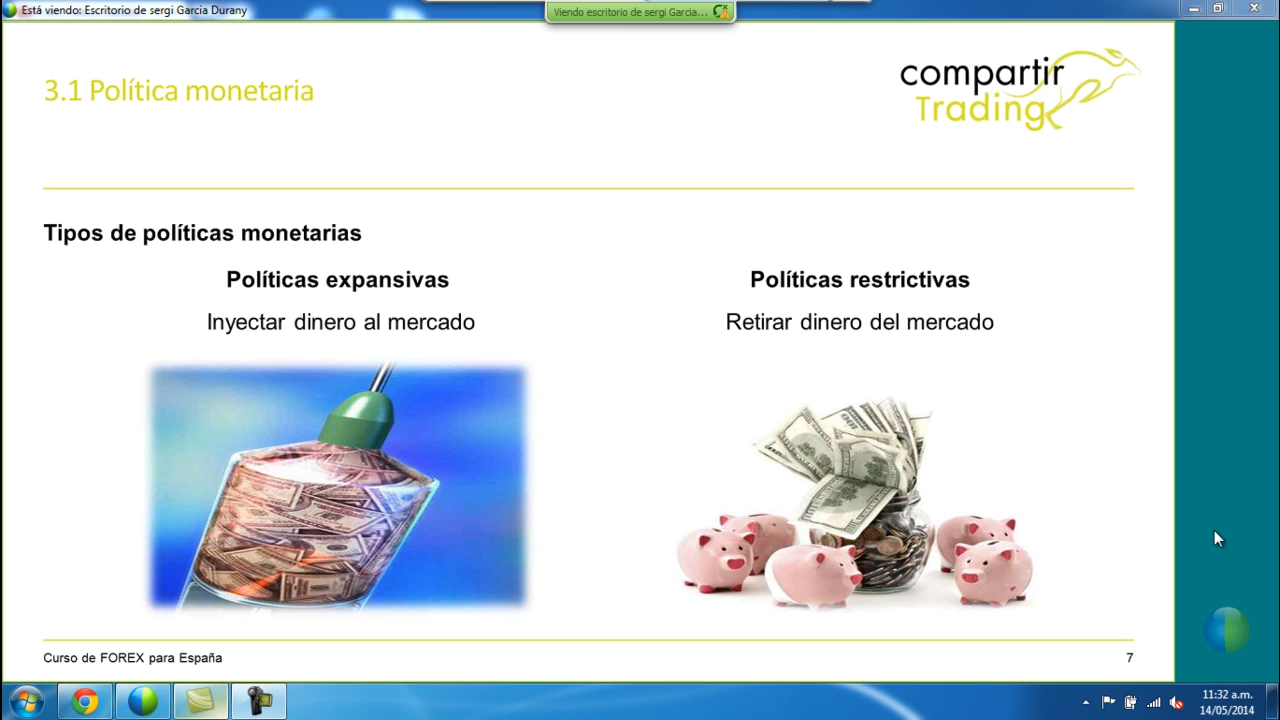 Está viendo: Escritorio de sergi Garcia Durany
Viendo escritorio de sergi Garcia...
3.1 Política monetaria
compartir
Trading
Tipos de políticas monetarias
Políticas expansivas
Inyectar dinero al mercado
Políticas restrictivas
Retirar dinero del mercado
Curso de FOREX para España
7
11:32 a.m.
14/05/2014